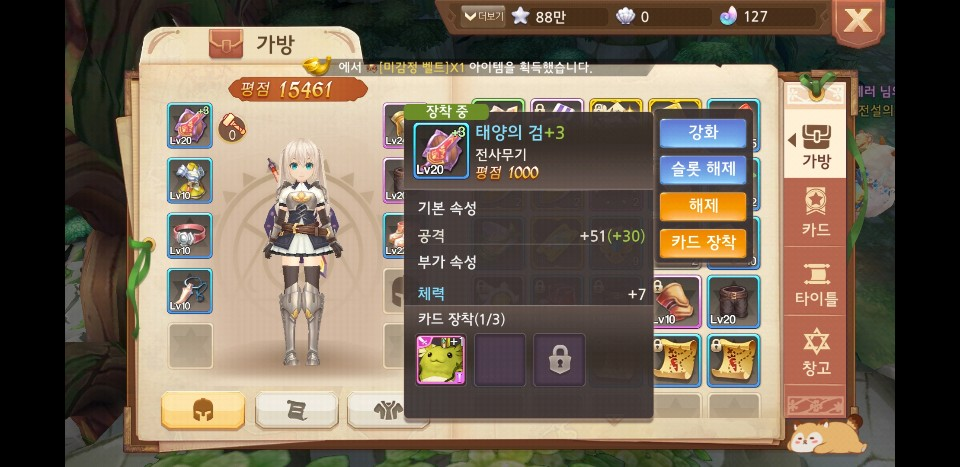 더보기 88만 0 127
가방
에서 [미감정 벨트]X1 아이템을 획득했습니다.
평점 15461
장착 중
+3
Lv20
0
Lv10
Lv10
Lv10
+3
Lv20
태양의 검+3
전사무기
평점 1000
기본 속성
공격 +51(+30)
부가 속성
체력 +7
카드 장착(1/3)
+1
강화
슬롯 해제
해제
카드 장착
Lv10
Lv20
가방
카드
타이틀
창고
전설의